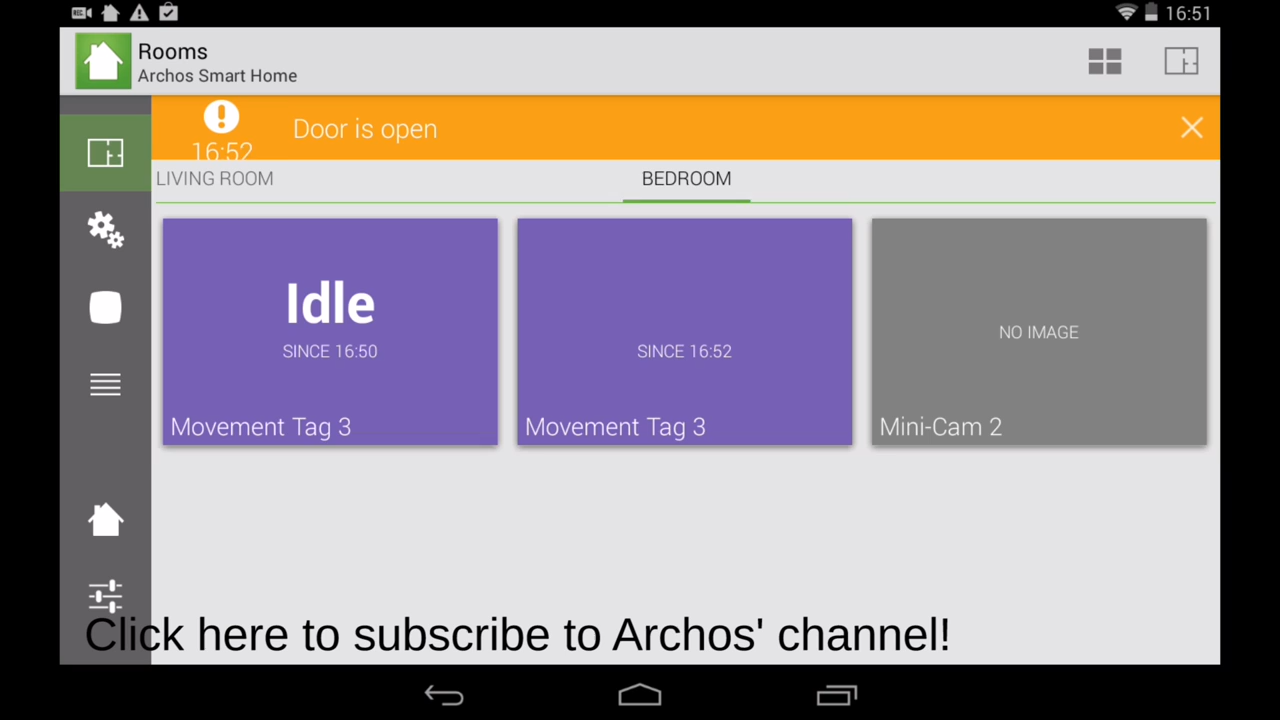 REC
16:51
Rooms
Archos Smart Home
Door is open
16:52
LIVING ROOM
BEDROOM
Idle
SINCE 16:50
Movement Tag 3
SINCE 16:52
Movement Tag 3
NO IMAGE
Mini-Cam 2
Click here to subscribe to Archos' channel!